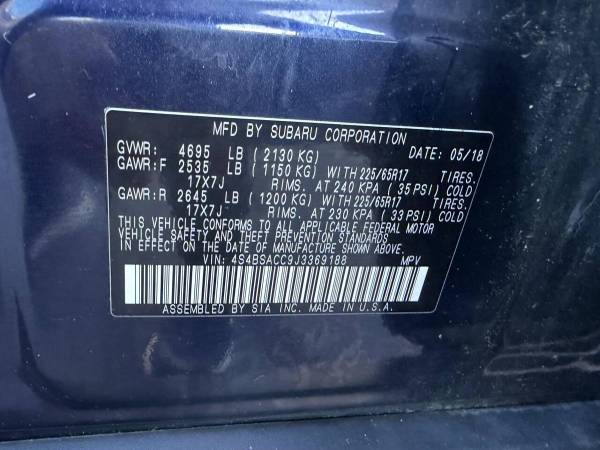 MFD BY SUBARU CORPORATION
GVWR: 4695 LB (2130 KG) DATE: 05/18
GAWR:F 2535 LB (1150 KG) WITH 225/65R17 TIRES.
17X7J RIMS. AT 240 KPA (35 PSI) COLD
GAWR:R 2645 LB (1200 KG) WITH 225/65R17 TIRES.
17X7J RIMS. AT 230 KPA (33 PSI) COLD
THIS VEHICLE CONFORMS TO ALL APPLICABLE FEDERAL MOTOR
VEHICLE SAFETY AND THEFT PREVENTION STANDARDS
IN EFFECT ON THE DATE OF MANUFACTURE SHOWN ABOVE.
VIN: 4S4BSACC9J3369188 MPV
ASSEMBLED BY SIA INC. MADE IN U.S.A.